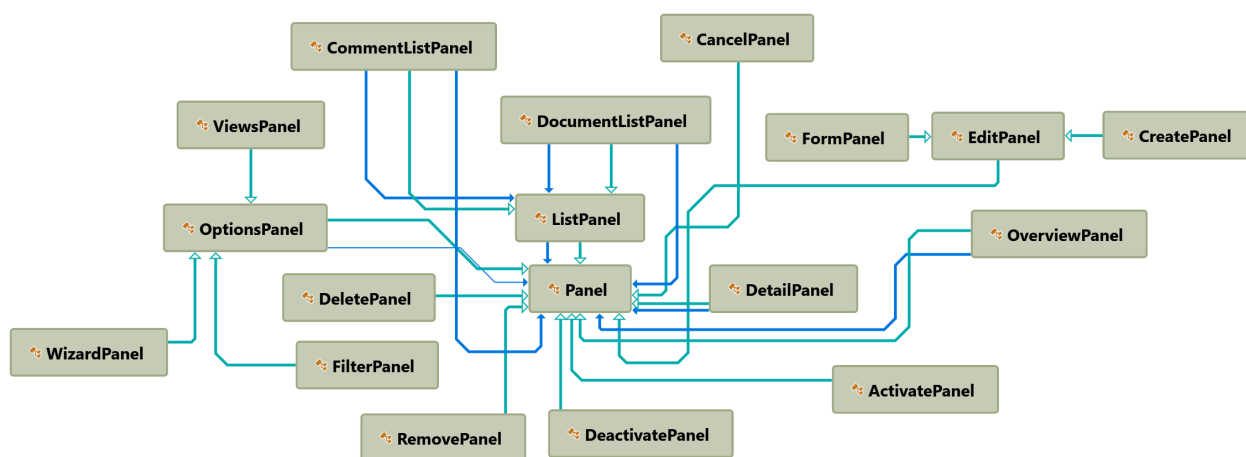 CommentListPanel
CancelPanel
ViewsPanel
DocumentListPanel
FormPanel
EditPanel
CreatePanel
OptionsPanel
ListPanel
OverviewPanel
DeletePanel
Panel
DetailPanel
WizardPanel
FilterPanel
ActivatePanel
RemovePanel
DeactivatePanel